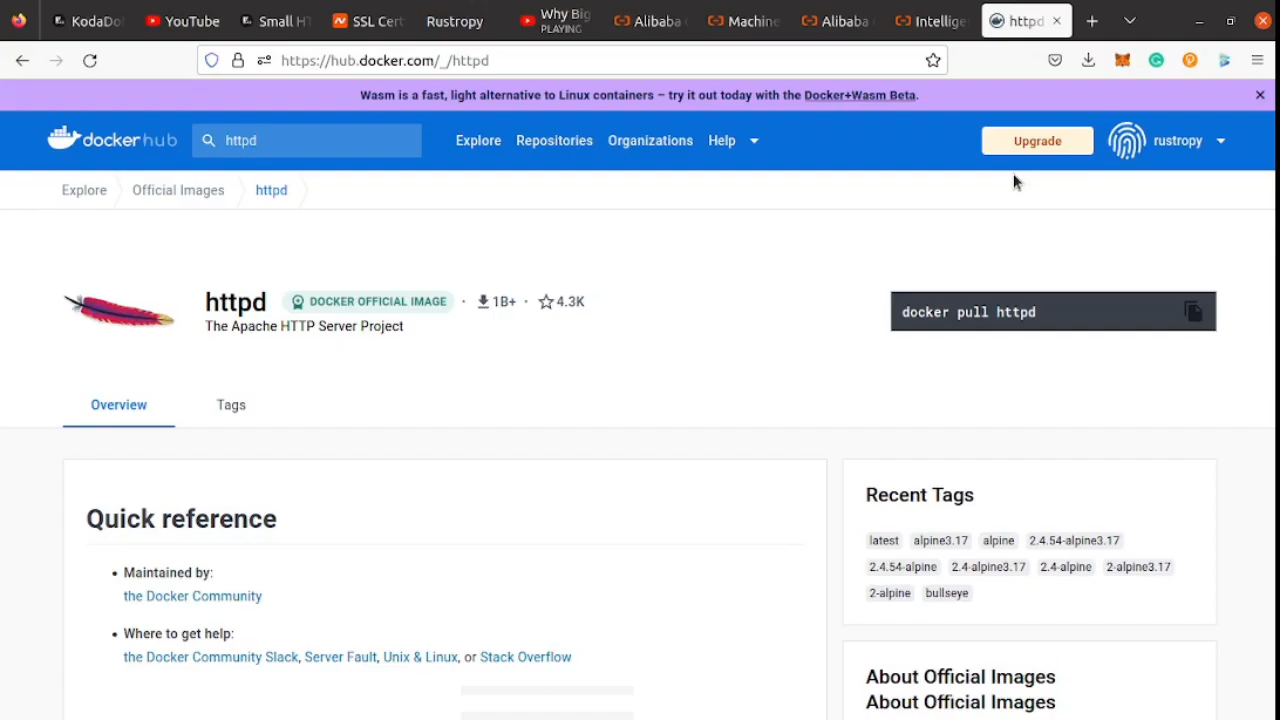 KodaDo
YouTube
Small HT
SSL Cert
Rustropy
Why Big
PLAYING
Alibaba
Machine
Alibaba
Intellige
httpd
https://hub.docker.com/_/httpd
Wasm is a fast, light alternative to Linux containers – try it out today with the Docker+Wasm Beta.
dockerhub
httpd
Explore
Repositories
Organizations
Help
Upgrade
rustropy
Explore
Official Images
httpd
httpd
DOCKER OFFICIAL IMAGE
· 1B+ · 4.3K
The Apache HTTP Server Project
docker pull httpd
Overview
Tags
Quick reference
• Maintained by:
the Docker Community
• Where to get help:
the Docker Community Slack, Server Fault, Unix & Linux, or Stack Overflow
Recent Tags
latest alpine3.17 alpine 2.4.54-alpine3.17
2.4.54-alpine 2.4-alpine3.17 2.4-alpine 2-alpine3.17
2-alpine bullseye
About Official Images
About Official Images